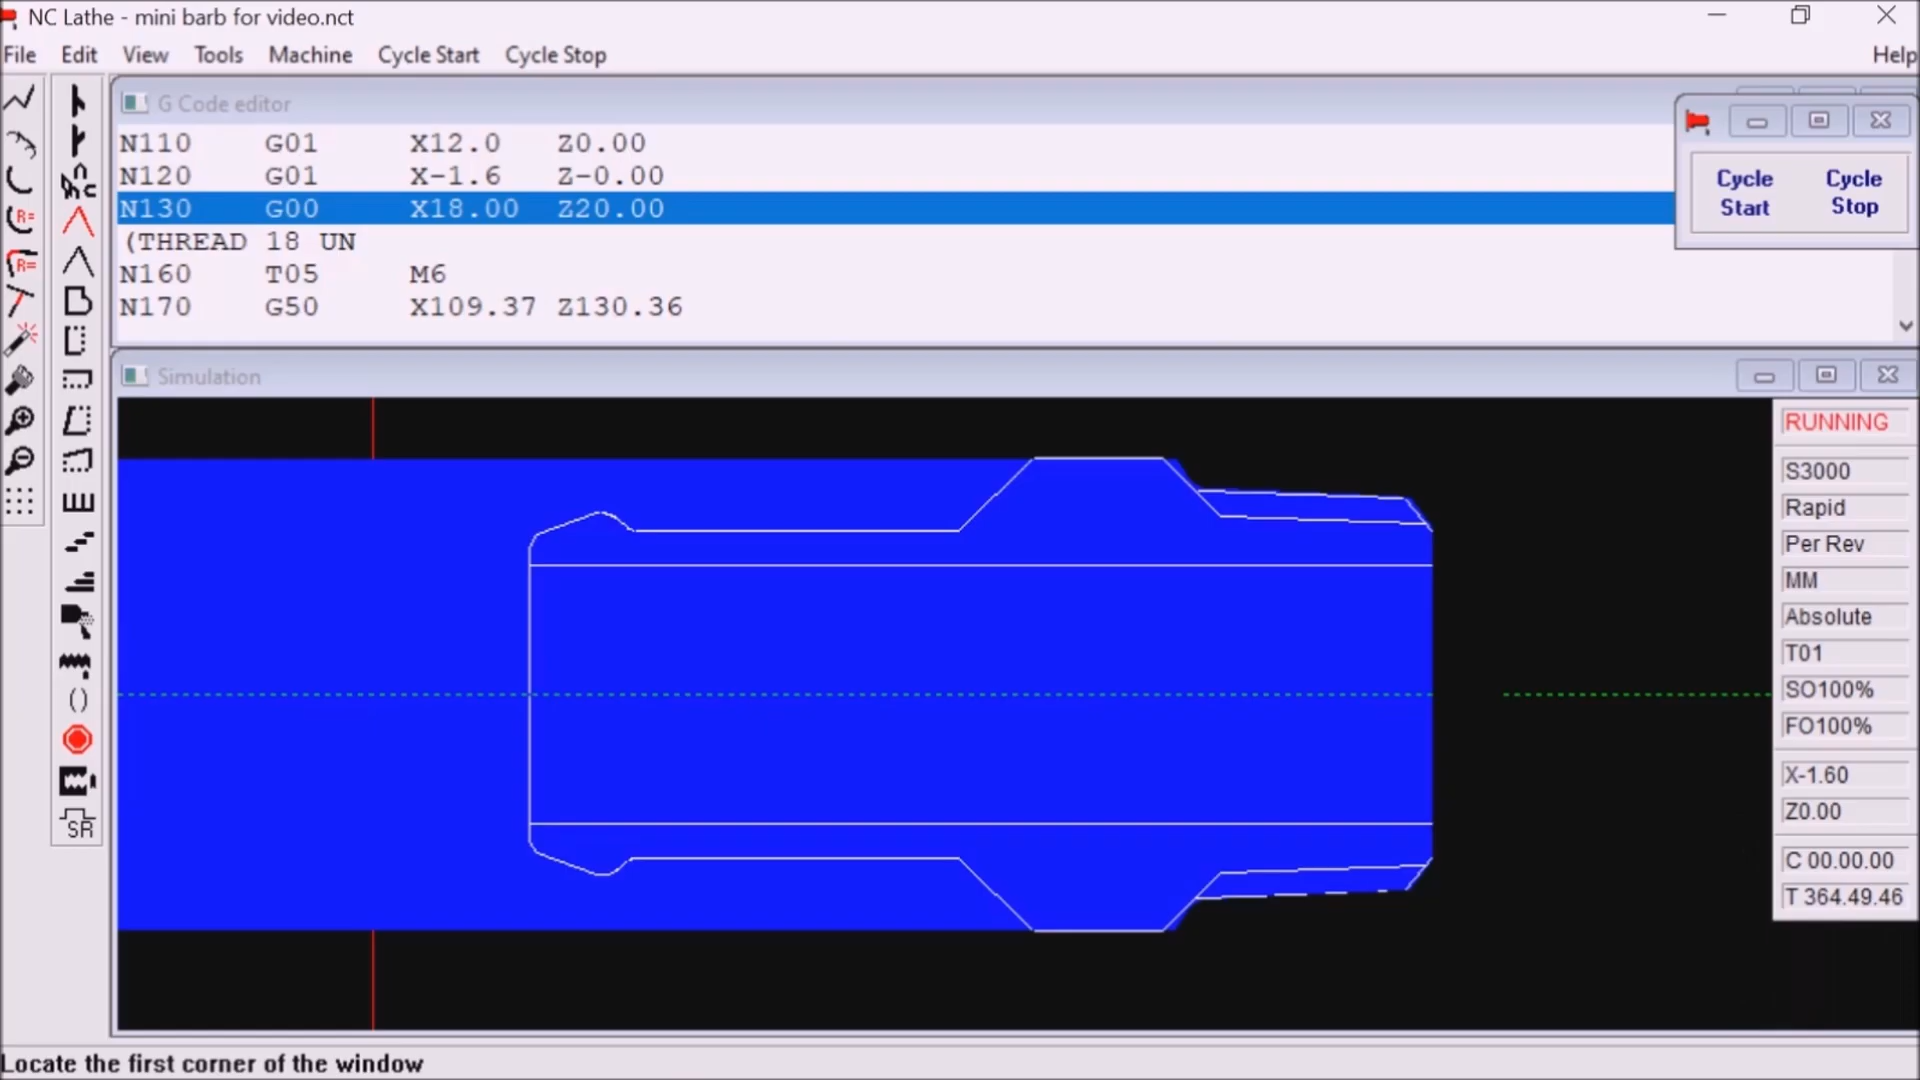 NC Lathe - mini barb for video.nct
File Edit View Tools Machine Cycle Start Cycle Stop Help
G Code editor
N110 G01 X12.0 Z0.00
N120 G01 X-1.6 Z-0.00
N130 G00 X18.00 Z20.00
(THREAD 18 UN
N160 T05 M6
N170 G50 X109.37 Z130.36
Cycle Start
Cycle Stop
R=
R=
( )
SR
Simulation
RUNNING
S3000
Rapid
Per Rev
MM
Absolute
T01
SO100%
FO100%
X-1.60
Z0.00
C 00.00.00
T 364.49.46
Locate the first corner of the window